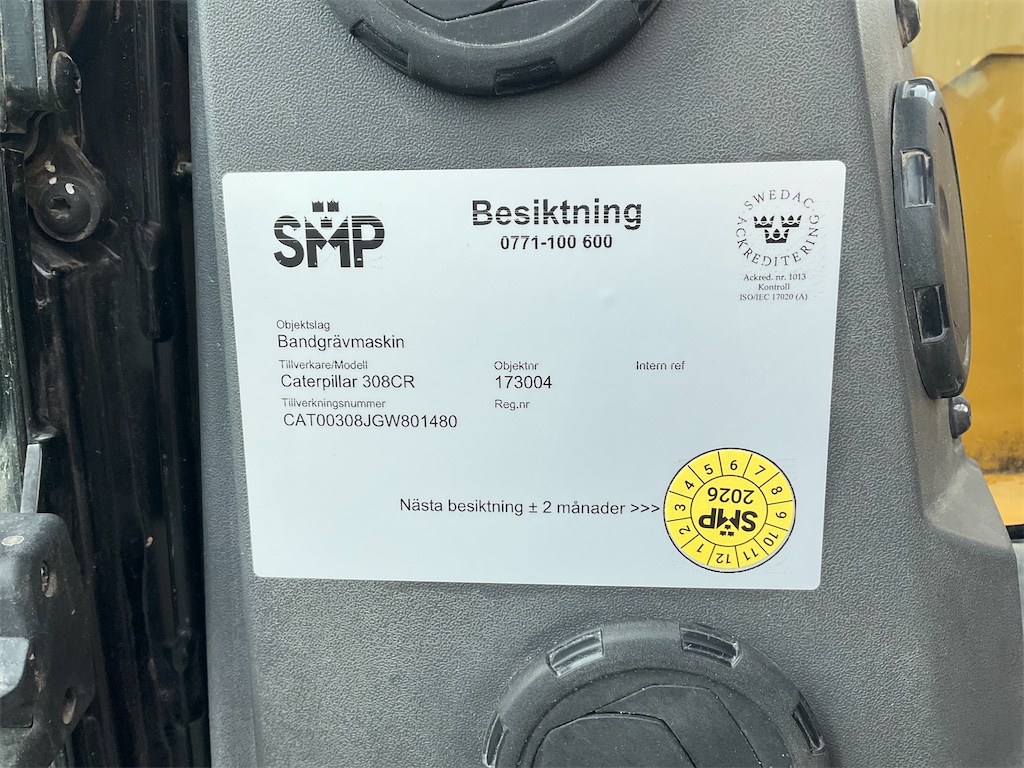 SMP
Besiktning
0771-100 600
SWEDAC
ACKREDITERING
Ackred. nr. 1013
Kontroll
ISO/IEC 17020 (A)
Objektslag
Bandgrävmaskin
Tillverkare/Modell
Caterpillar 308CR
Objektnr
173004
Intern ref
Tillverkningsnummer
CAT00308JGW801480
Reg.nr
Nästa besiktning ± 2 månader >>>
1 2 3 4 5 6 7 8 9 10 11 12
2026
SMP